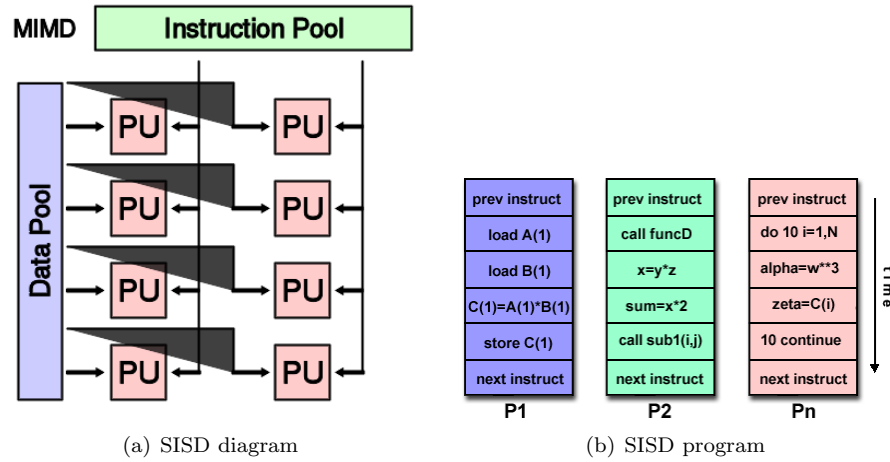 MIMD
Instruction Pool
Data Pool
PU
PU
PU
PU
PU
PU
PU
PU
(a) SISD diagram
prev instruct
load A(1)
load B(1)
C(1)=A(1)*B(1)
store C(1)
next instruct
P1
prev instruct
call funcD
x=y*z
sum=x*2
call sub1(i,j)
next instruct
P2
prev instruct
do 10 i=1,N
alpha=w**3
zeta=C(i)
10 continue
next instruct
Pn
time
(b) SISD program